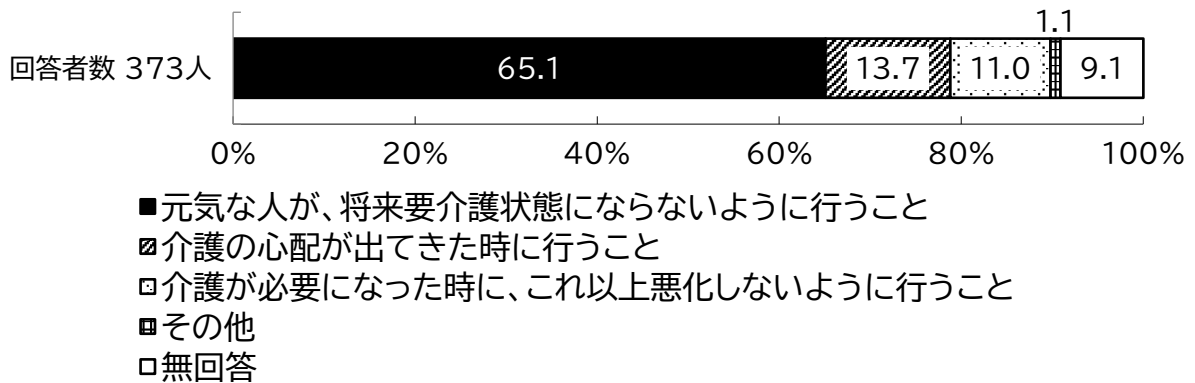 1.1
回答者数 373人 65.1 13.7 11.0 9.1
0% 20% 40% 60% 80% 100%
■元気な人が、将来要介護状態にならないように行うこと
介護の心配が出てきた時に行うこと
介護が必要になった時に、これ以上悪化しないように行うこと
その他
□無回答